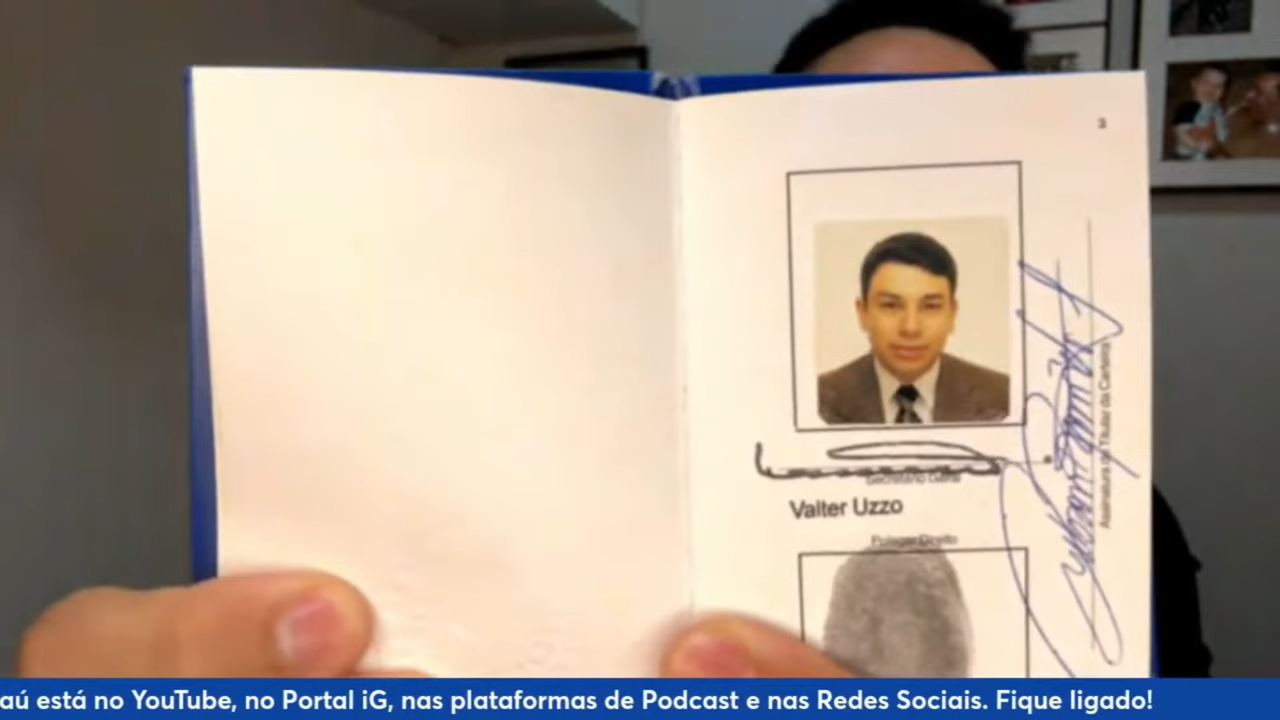 3
Secretário Geral
Valter Uzzo
Polegar Direito
Assinatura do Titular da Carteira
aú está no YouTube, no Portal iG, nas plataformas de Podcast e nas Redes Sociais. Fique ligado!